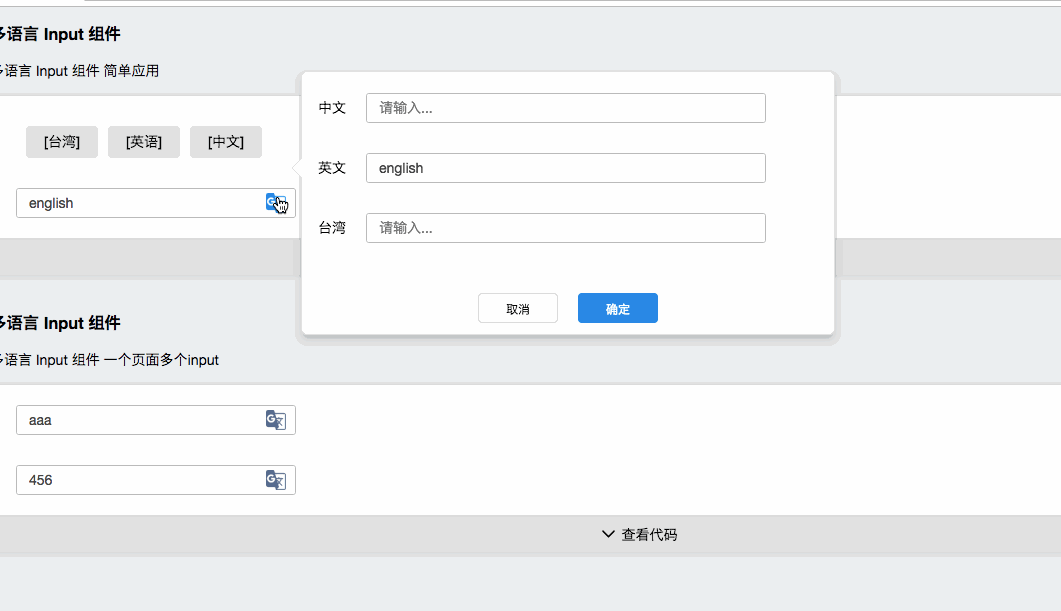 多语言 Input 组件
多语言 Input 组件 简单应用
[台湾] [英语] [中文]
english
中文 请输入...
英文 english
台湾 请输入...
取消 确定
多语言 Input 组件
多语言 Input 组件 一个页面多个input
aaa
456
查看代码